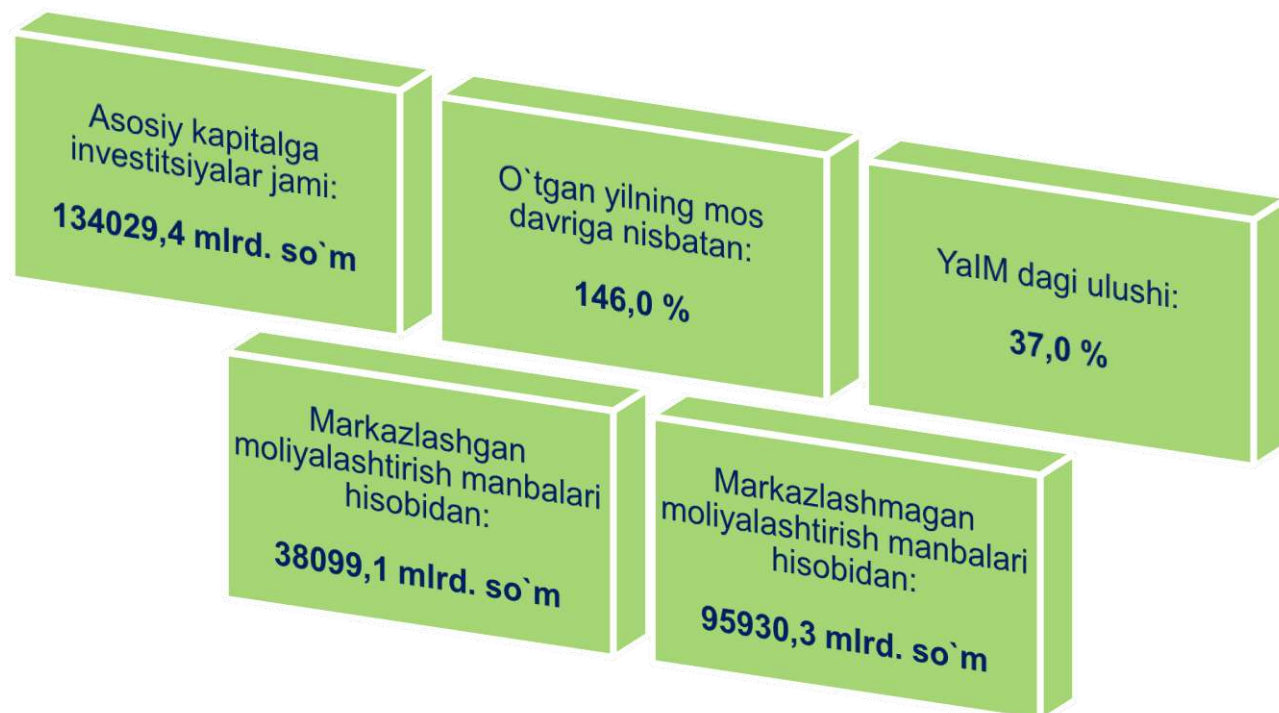 Asosiy kapitalga
investitsiyalar jami:
134029,4 mlrd. so`m
O`tgan yilning mos
davriga nisbatan:
146,0 %
YaIM dagi ulushi:
37,0 %
Markazlashgan
moliyalashtirish manbalari
hisobidan:
38099,1 mlrd. so`m
Markazlashmagan
moliyalashtirish manbalari
hisobidan:
95930,3 mlrd. so`m